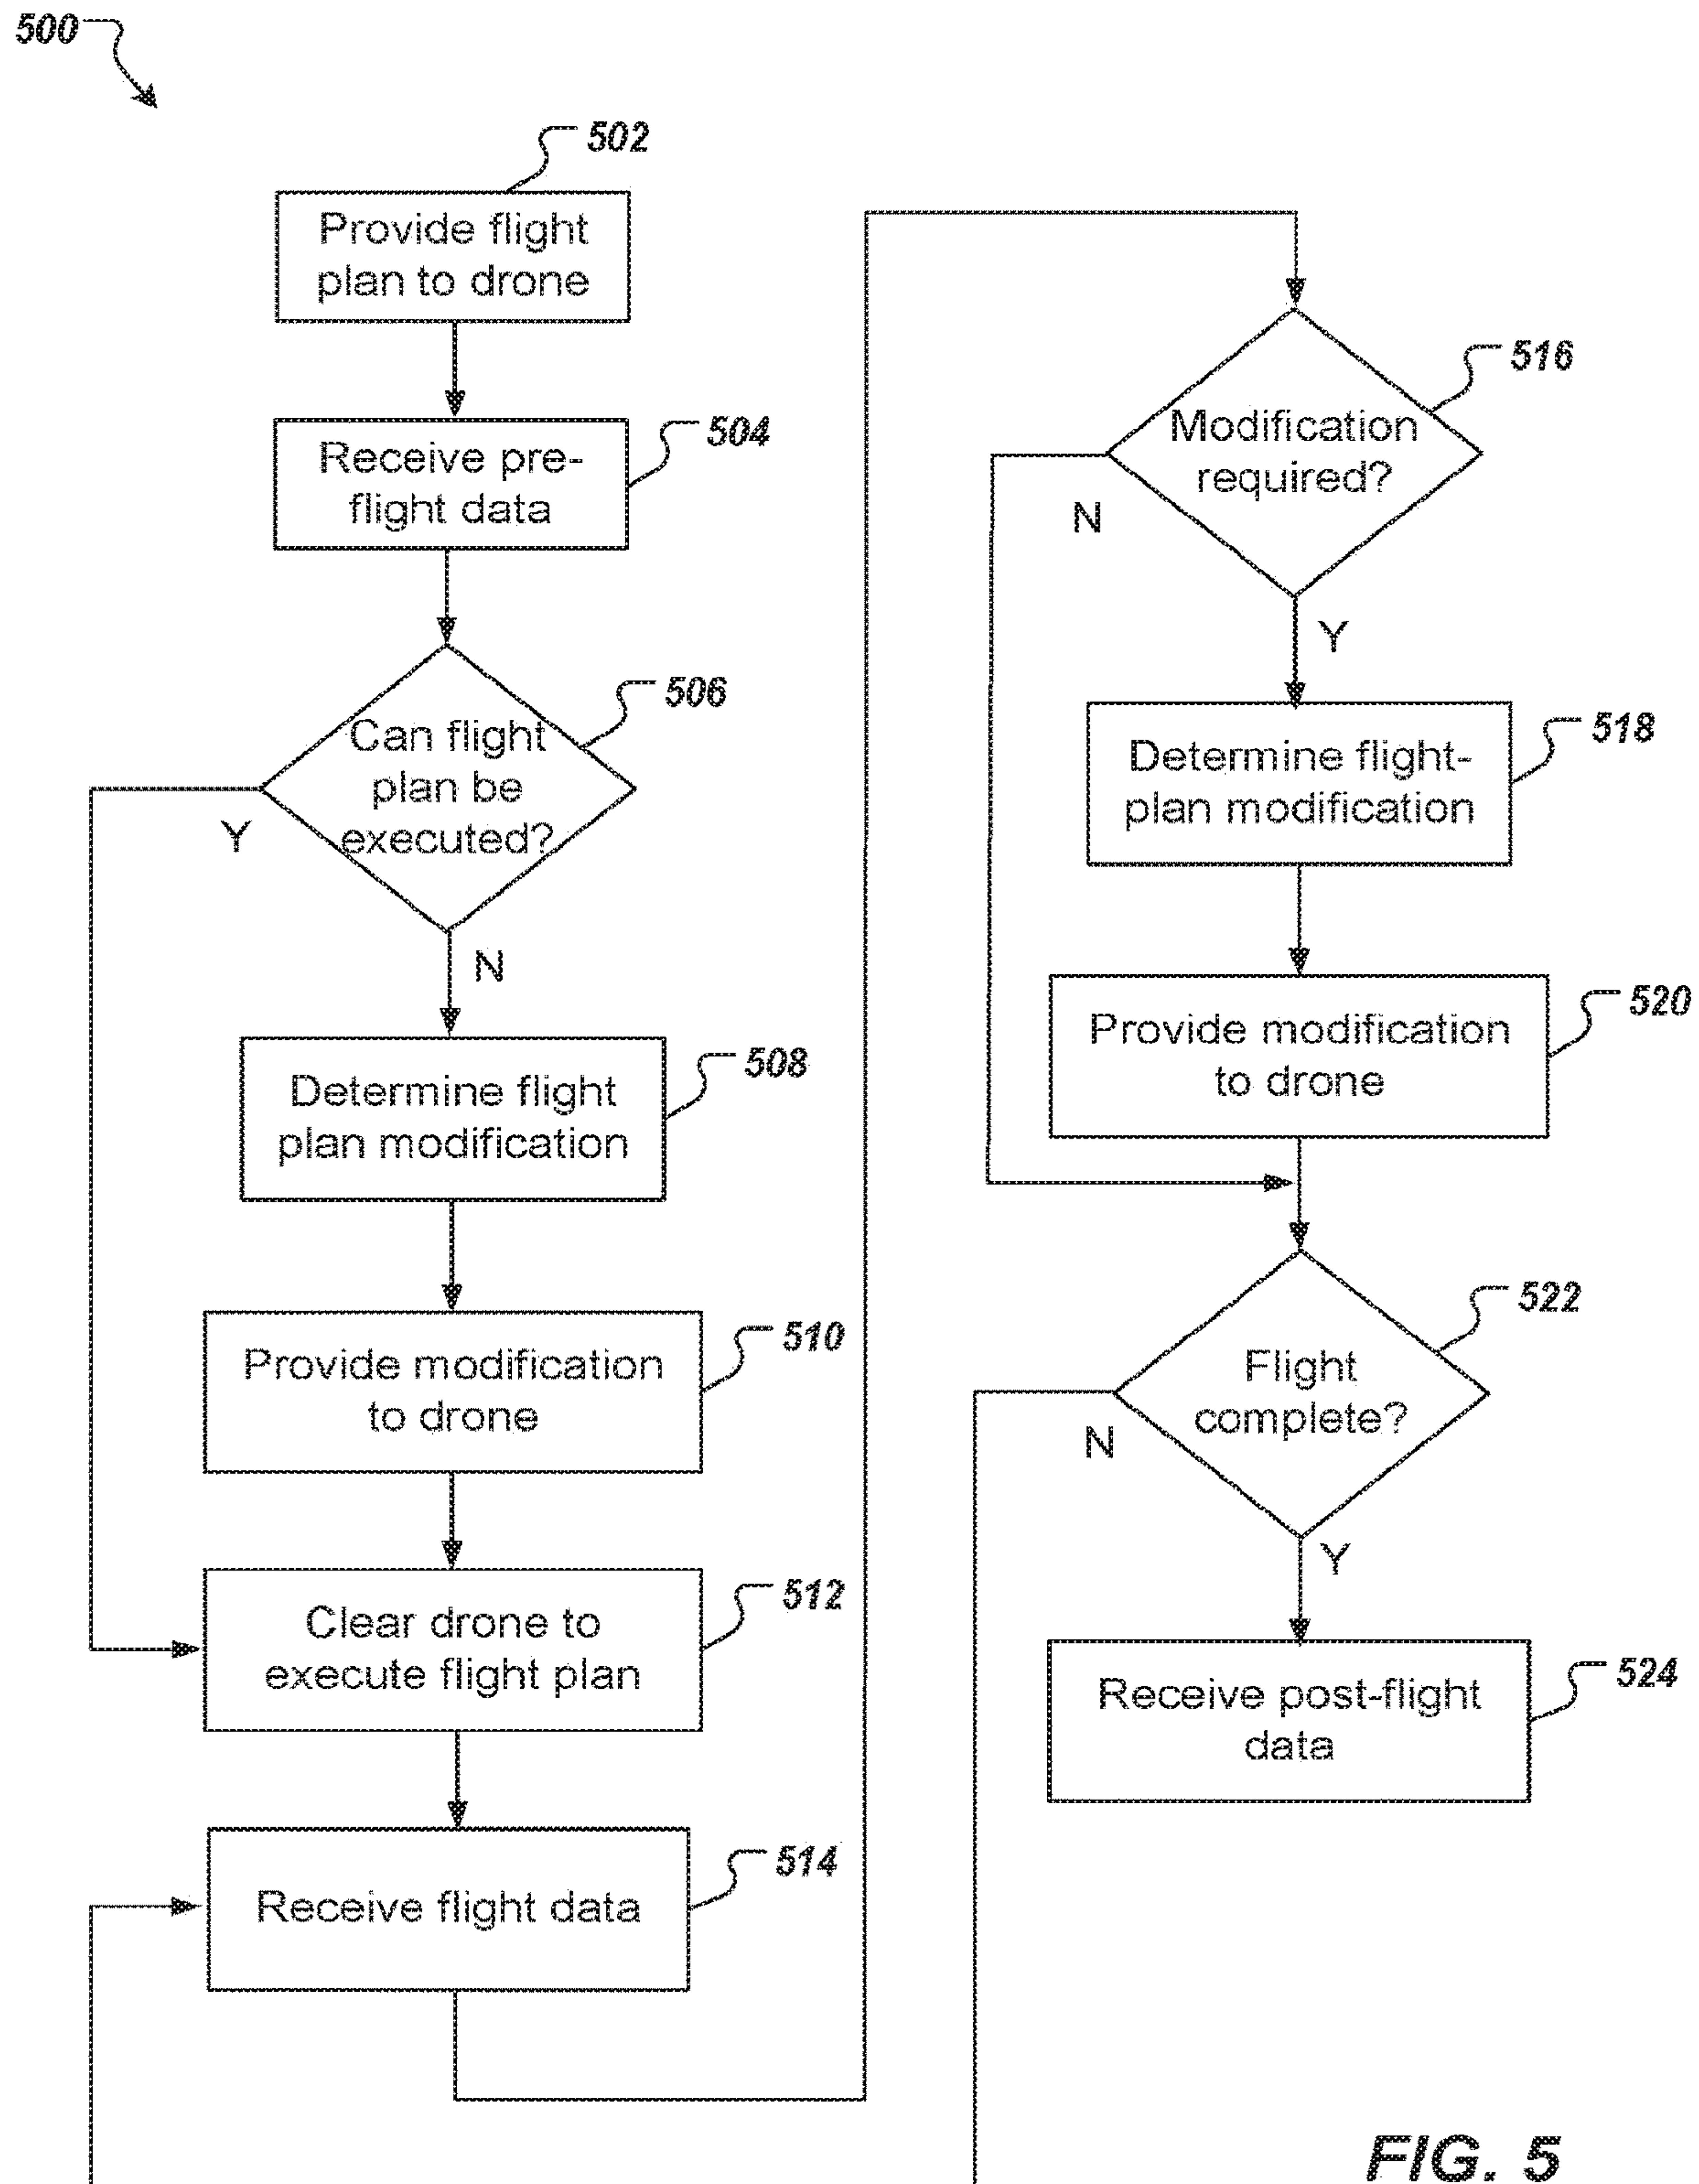 500
502
Provide flight
plan to drone
504
Receive pre-
flight data
506
Can flight
plan be
executed?
Y
N
508
Determine flight
plan modification
510
Provide modification
to drone
512
Clear drone to
execute flight plan
514
Receive flight data
516
Modification
required?
N
Y
518
Determine flight-
plan modification
520
Provide modification
to drone
522
Flight
complete?
N
Y
524
Receive post-flight
data
FIG. 5